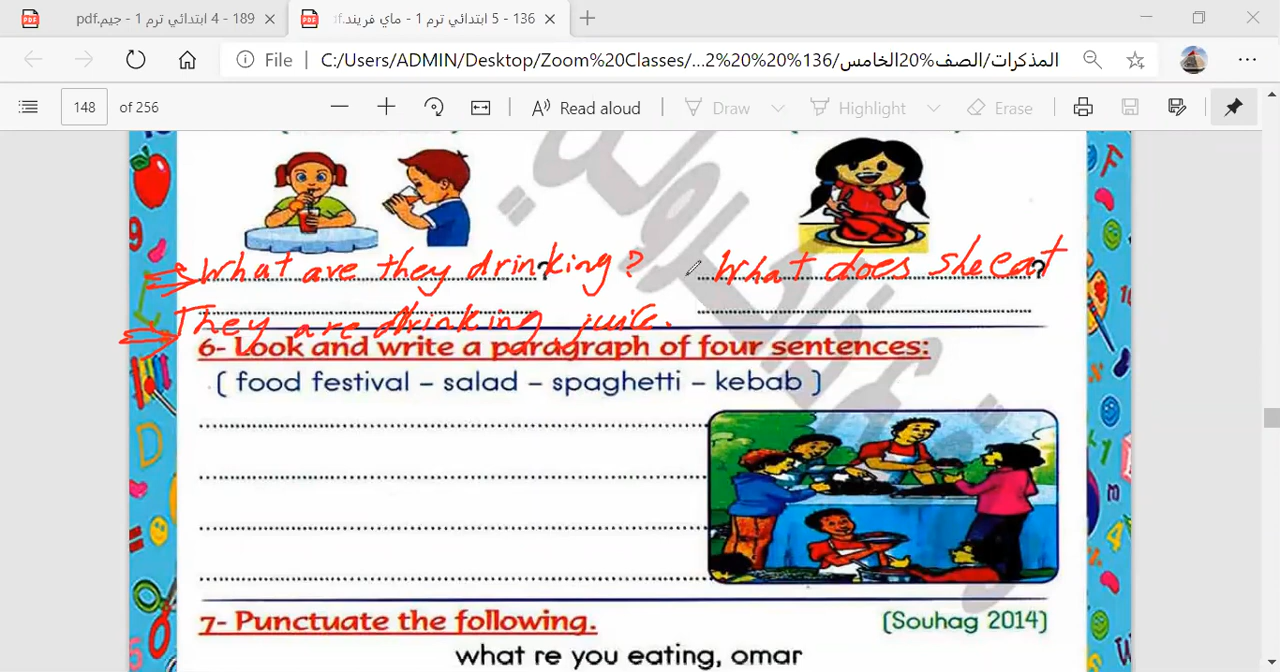 189 - 4 ابتدائي ترم 1 - جيم.pdf
136 - 5 ابتدائي ترم 1 - ماي فريند.
File
C:/Users/ADMIN/Desktop/Zoom%20Classes/...2%20%20%136/المذكرات/الصف%20الخامس
148
of 256
Read aloud
Draw
Highlight
Erase
What are they drinking? What does she eat?
They are drinking juice.
6- Look and write a paragraph of four sentences:
( food festival – salad – spaghetti – kebab )
7- Punctuate the following. (Souhag 2014)
what re you eating, omar